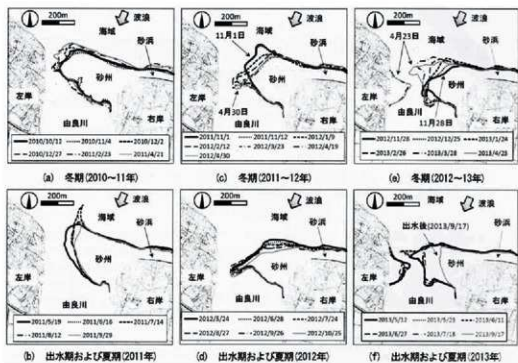 200m
波浪
海域
砂浜
左岸
砂州
右岸
由良川
2010/10/12 2010/11/4 2010/12/2
2010/12/27 2011/2/23 2011/4/21
(a) 冬期(2010～11年)
200m
波浪
海域
11月1日
砂浜
左岸
砂州
4月30日
右岸
由良川
2011/11/1 2011/11/12 2012/1/9
2012/2/12 2012/3/23 2012/4/19
2012/4/30
(c) 冬期(2011～12年)
200m
波浪
4月23日
海域
砂浜
左岸
砂州
11月28日
右岸
由良川
2012/11/28 2012/12/25 2013/1/24
2013/2/28 2013/3/28 2013/4/23
(e) 冬期(2012～13年)
200m
波浪
海域
砂浜
左岸
砂州
右岸
由良川
2011/5/19 2011/6/16 2011/7/14
2011/8/12 2011/9/29
(b) 出水期および夏期(2011年)
200m
波浪
海域
砂浜
左岸
砂州
右岸
由良川
2012/5/24 2012/6/28 2012/7/24
2012/8/27 2012/9/26 2012/10/25
(d) 出水期および夏期(2012年)
200m
波浪
海域
出水後(2013/9/17)
砂浜
左岸
砂州
右岸
由良川
2013/5/12 2013/5/23 2013/6/11
2013/6/27 2013/7/18 2013/9/17
(f) 出水期および夏期(2013年)